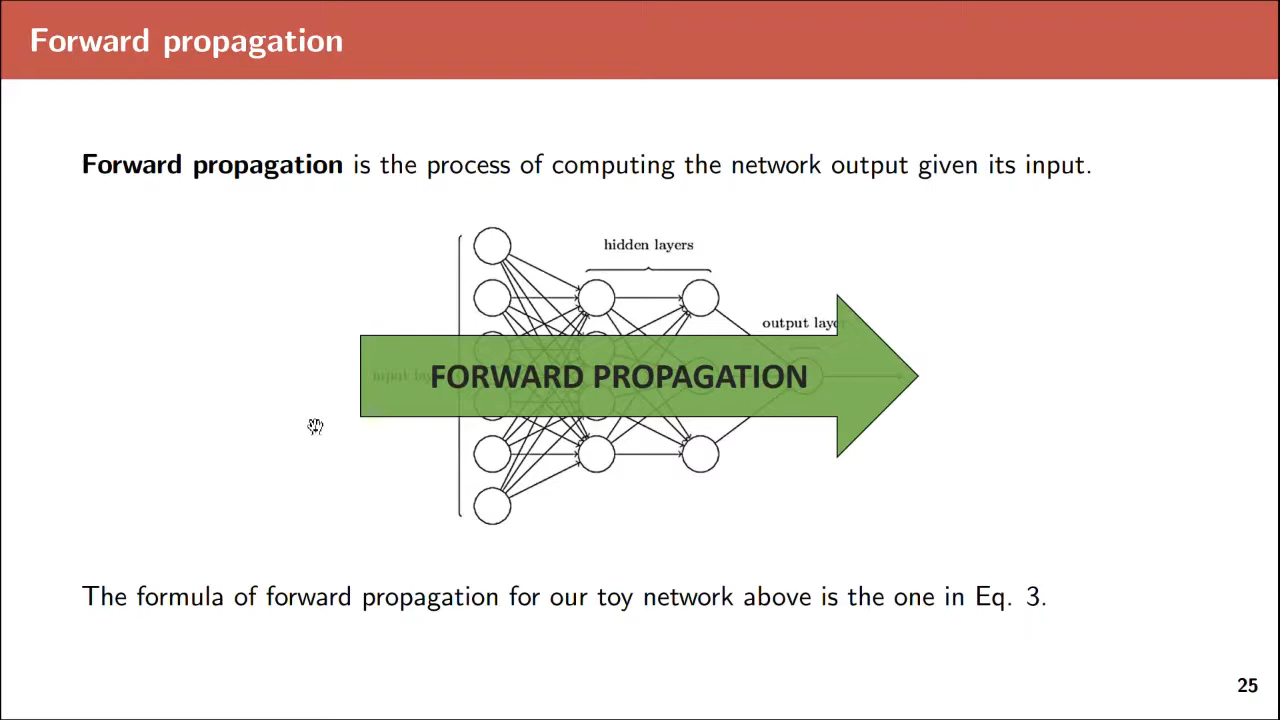 Forward propagation
Forward propagation is the process of computing the network output given its input.
hidden layers
output layer
input layer
FORWARD PROPAGATION
The formula of forward propagation for our toy network above is the one in Eq. 3.
25